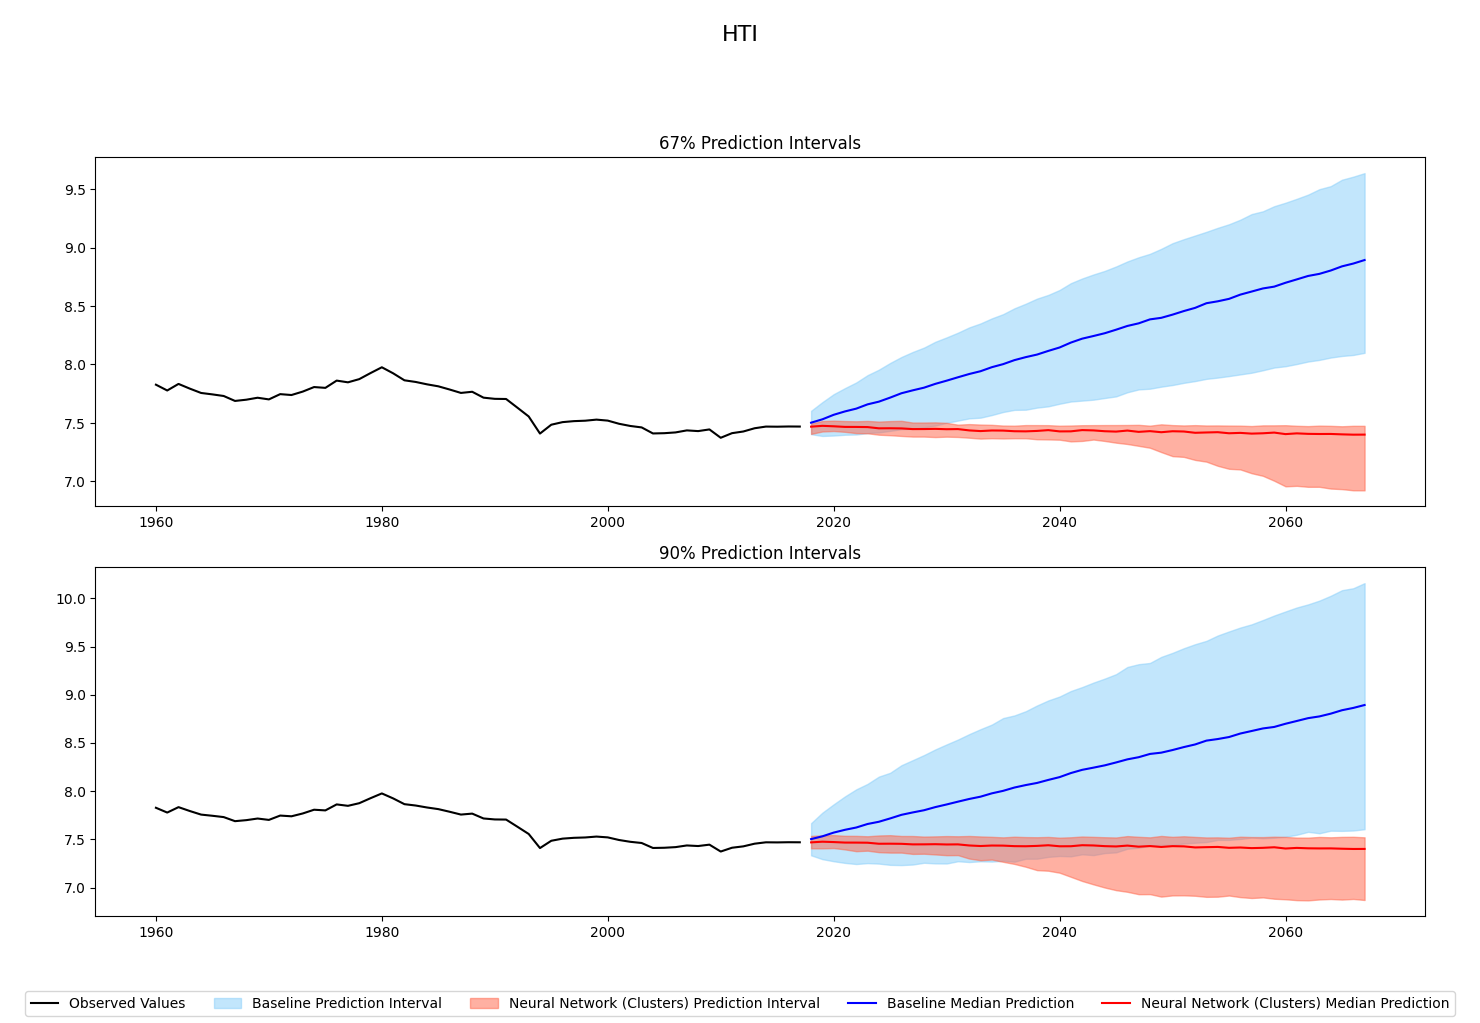 HTI
67% Prediction Intervals
9.5
9.0
8.5
8.0
7.5
7.0
1960 1980 2000 2020 2040 2060
90% Prediction Intervals
10.0
9.5
9.0
8.5
8.0
7.5
7.0
1960 1980 2000 2020 2040 2060
Observed Values Baseline Prediction Interval Neural Network (Clusters) Prediction Interval Baseline Median Prediction Neural Network (Clusters) Median Prediction